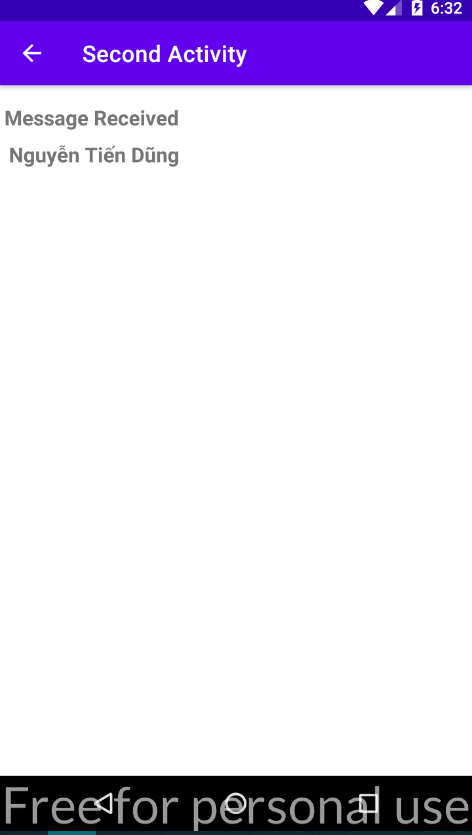 6:32
Second Activity
Message Received
Nguyễn Tiến Dũng
Free for personal use